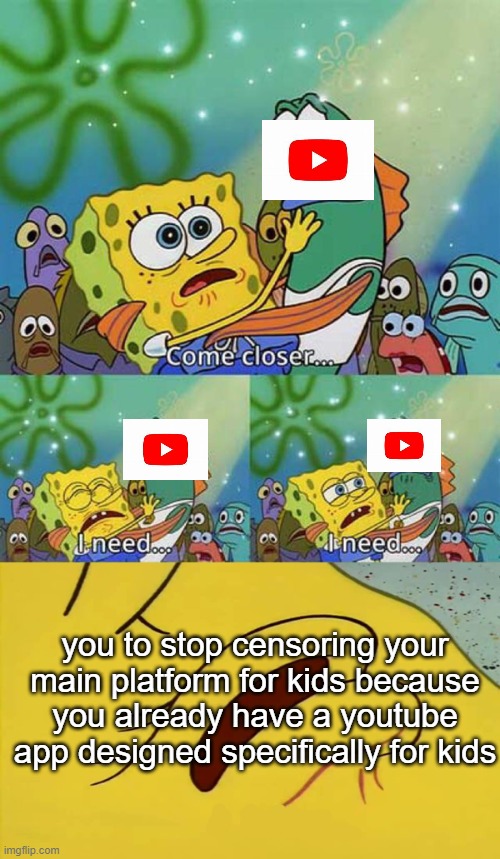 Come closer...
I need...
I need...
you to stop censoring your
main platform for kids because
you already have a youtube
app designed specifically for kids
imgflip.com